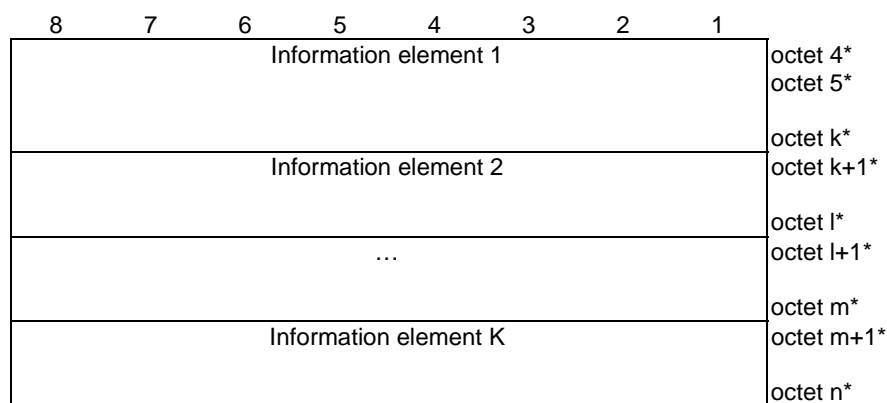 8 7 6 5 4 3 2 1
Information element 1 octet 4*
octet 5*
octet k*
Information element 2 octet k+1*
octet l*
… octet l+1*
octet m*
Information element K octet m+1*
octet n*